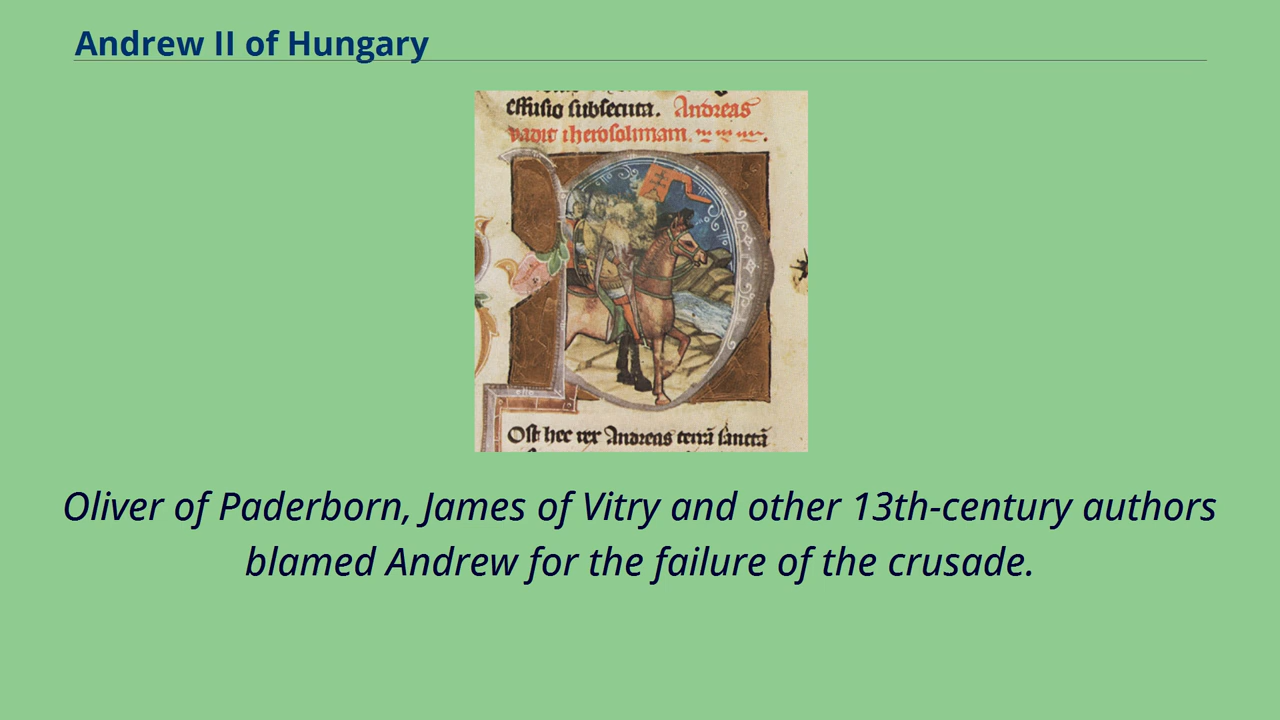 Andrew II of Hungary
effusio subsecuta. Andreas
vadit iherosolimam.
Ost hec rex Andreas terrã sanctã
Oliver of Paderborn, James of Vitry and other 13th-century authors
blamed Andrew for the failure of the crusade.